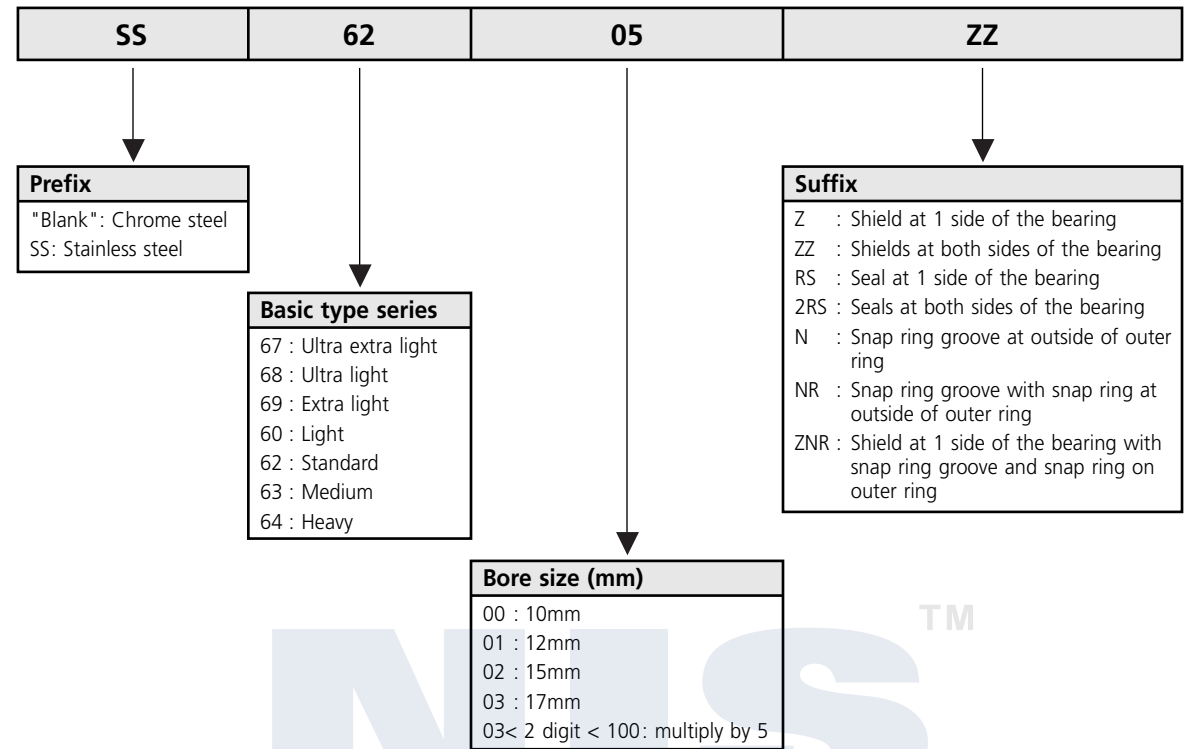 SS 62 05 ZZ
Prefix
"Blank": Chrome steel
SS: Stainless steel
Basic type series
67 : Ultra extra light
68 : Ultra light
69 : Extra light
60 : Light
62 : Standard
63 : Medium
64 : Heavy
Bore size (mm)
00 : 10mm
01 : 12mm
02 : 15mm
03 : 17mm
03< 2 digit < 100: multiply by 5
Suffix
Z : Shield at 1 side of the bearing
ZZ : Shields at both sides of the bearing
RS : Seal at 1 side of the bearing
2RS : Seals at both sides of the bearing
N : Snap ring groove at outside of outer
ring
NR : Snap ring groove with snap ring at
outside of outer ring
ZNR : Shield at 1 side of the bearing with
snap ring groove and snap ring on
outer ring
TM